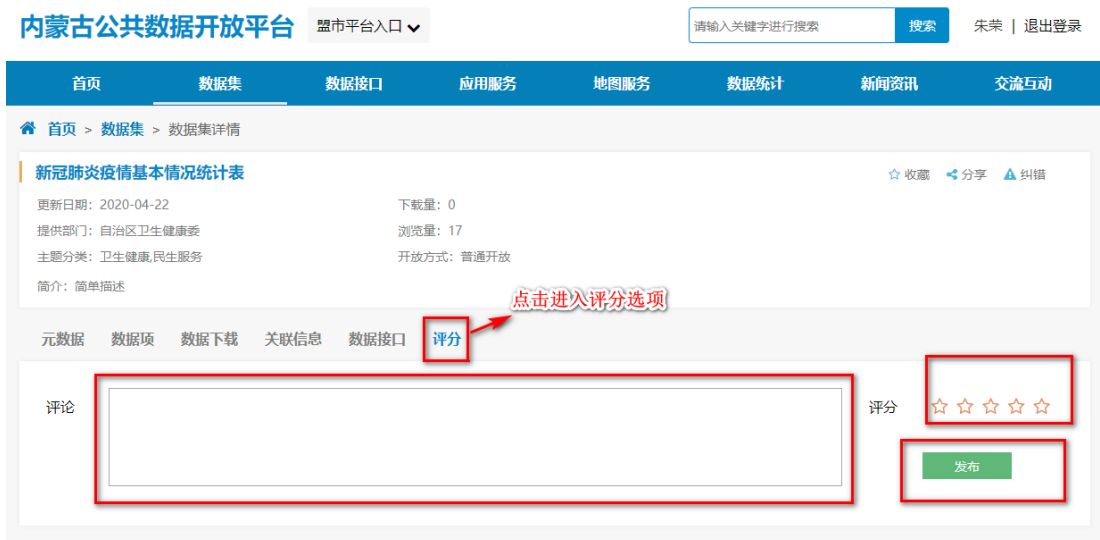 内蒙古公共数据开放平台 盟市平台入口 请输入关键字进行搜索 搜索 朱荣 | 退出登录
首页 数据集 数据接口 应用服务 地图服务 数据统计 新闻资讯 交流互动
首页 > 数据集 > 数据集详情
新冠肺炎疫情基本情况统计表 收藏 分享 纠错
更新日期：2020-04-22 下载量：0
提供部门：自治区卫生健康委 浏览量：17
主题分类：卫生健康,民生服务 开放方式：普通开放
简介：简单描述
点击进入评分选项
元数据 数据项 数据下载 关联信息 数据接口 评分
评论 评分
发布